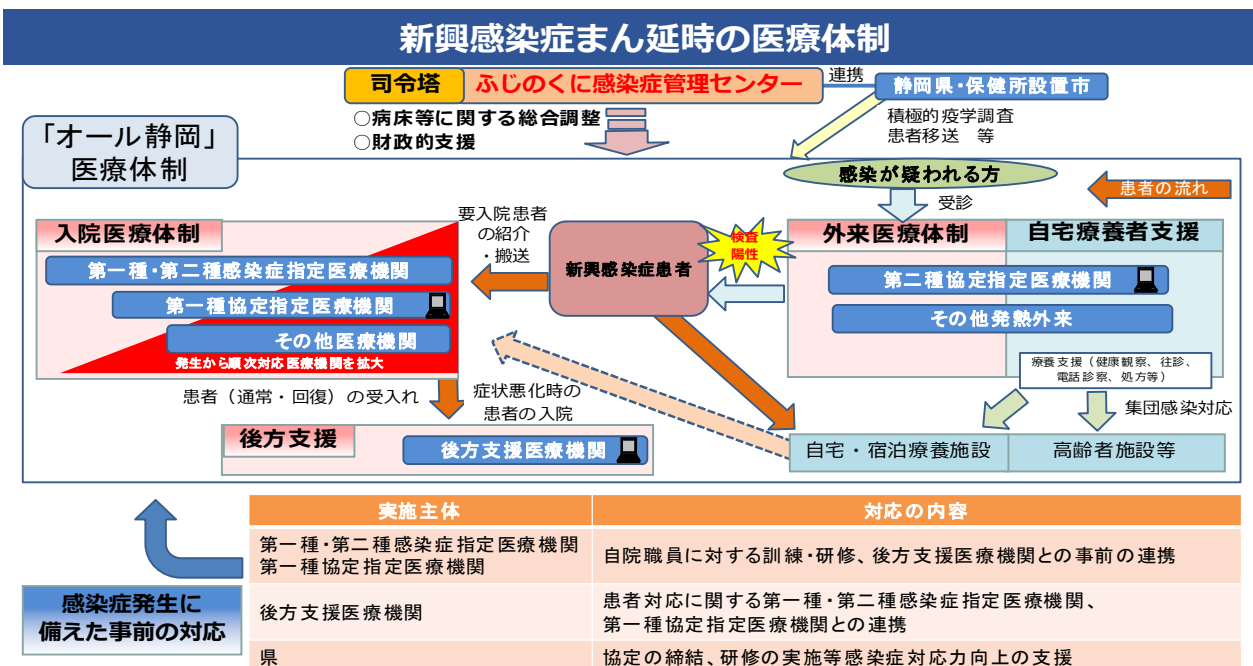 新興感染症まん延時の医療体制
司令塔
ふじのくに感染症管理センター
連携
静岡県・保健所設置市
○病床等に関する総合調整
○財政的支援
積極的疫学調査
患者移送　等
「オール静岡」
医療体制
感染が疑われる方
患者の流れ
受診
入院医療体制
第一種・第二種感染症指定医療機関
第一種協定指定医療機関
その他医療機関
発生から順次対応医療機関を拡大
要入院患者
の紹介
・搬送
新興感染症患者
検査
陽性
外来医療体制
自宅療養者支援
第二種協定指定医療機関
その他発熱外来
療養支援（健康観察、往診、
電話診察、処方等）
集団感染対応
患者（通常・回復）の受入れ
症状悪化時の
患者の入院
後方支援
後方支援医療機関
自宅・宿泊療養施設
高齢者施設等
感染症発生に
備えた事前の対応
実施主体
対応の内容
第一種・第二種感染症指定医療機関
第一種協定指定医療機関
自院職員に対する訓練・研修、後方支援医療機関との事前の連携
後方支援医療機関
患者対応に関する第一種・第二種感染症指定医療機関、
第一種協定指定医療機関との連携
県
協定の締結、研修の実施等感染症対応力向上の支援